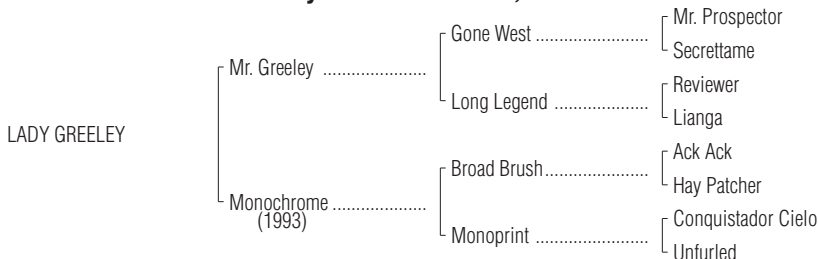 Mr. Prospector
Gone West ......................
Secrettame
Mr. Greeley ......................
Reviewer
Long Legend ......................
Lianga
LADY GREELEY
Ack Ack
Broad Brush......................
Hay Patcher
Monochrome ......................
(1993)
Conquistador Cielo
Monoprint ......................
Unfurled